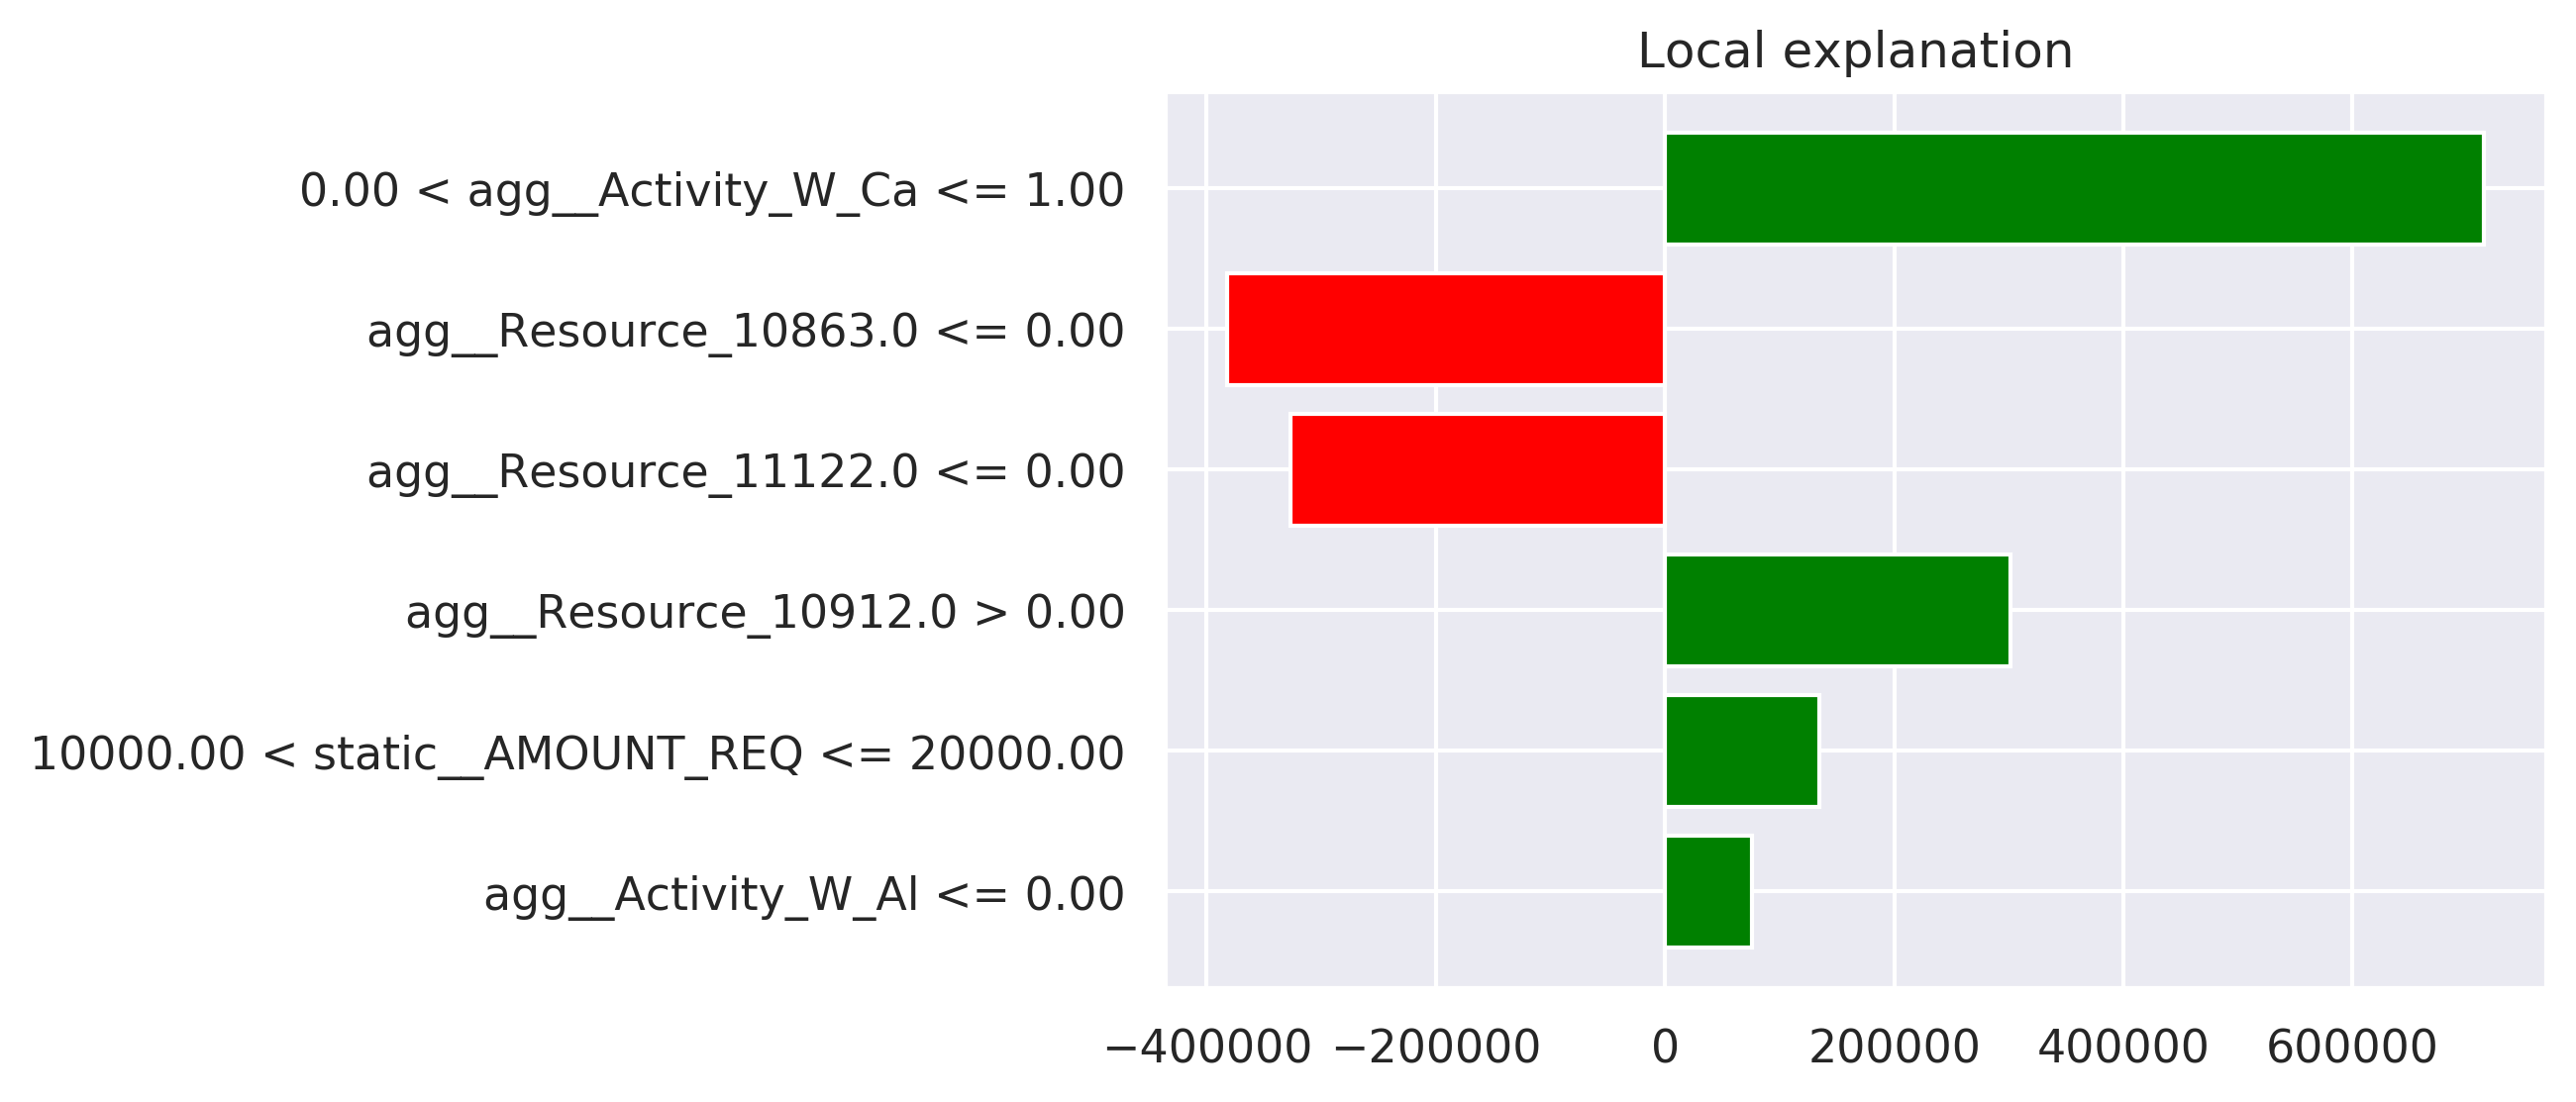 Local explanation
0.00 < agg__Activity_W_Ca <= 1.00
agg__Resource_10863.0 <= 0.00
agg__Resource_11122.0 <= 0.00
agg__Resource_10912.0 > 0.00
10000.00 < static__AMOUNT_REQ <= 20000.00
agg__Activity_W_Al <= 0.00
−400000 −200000 0 200000 400000 600000